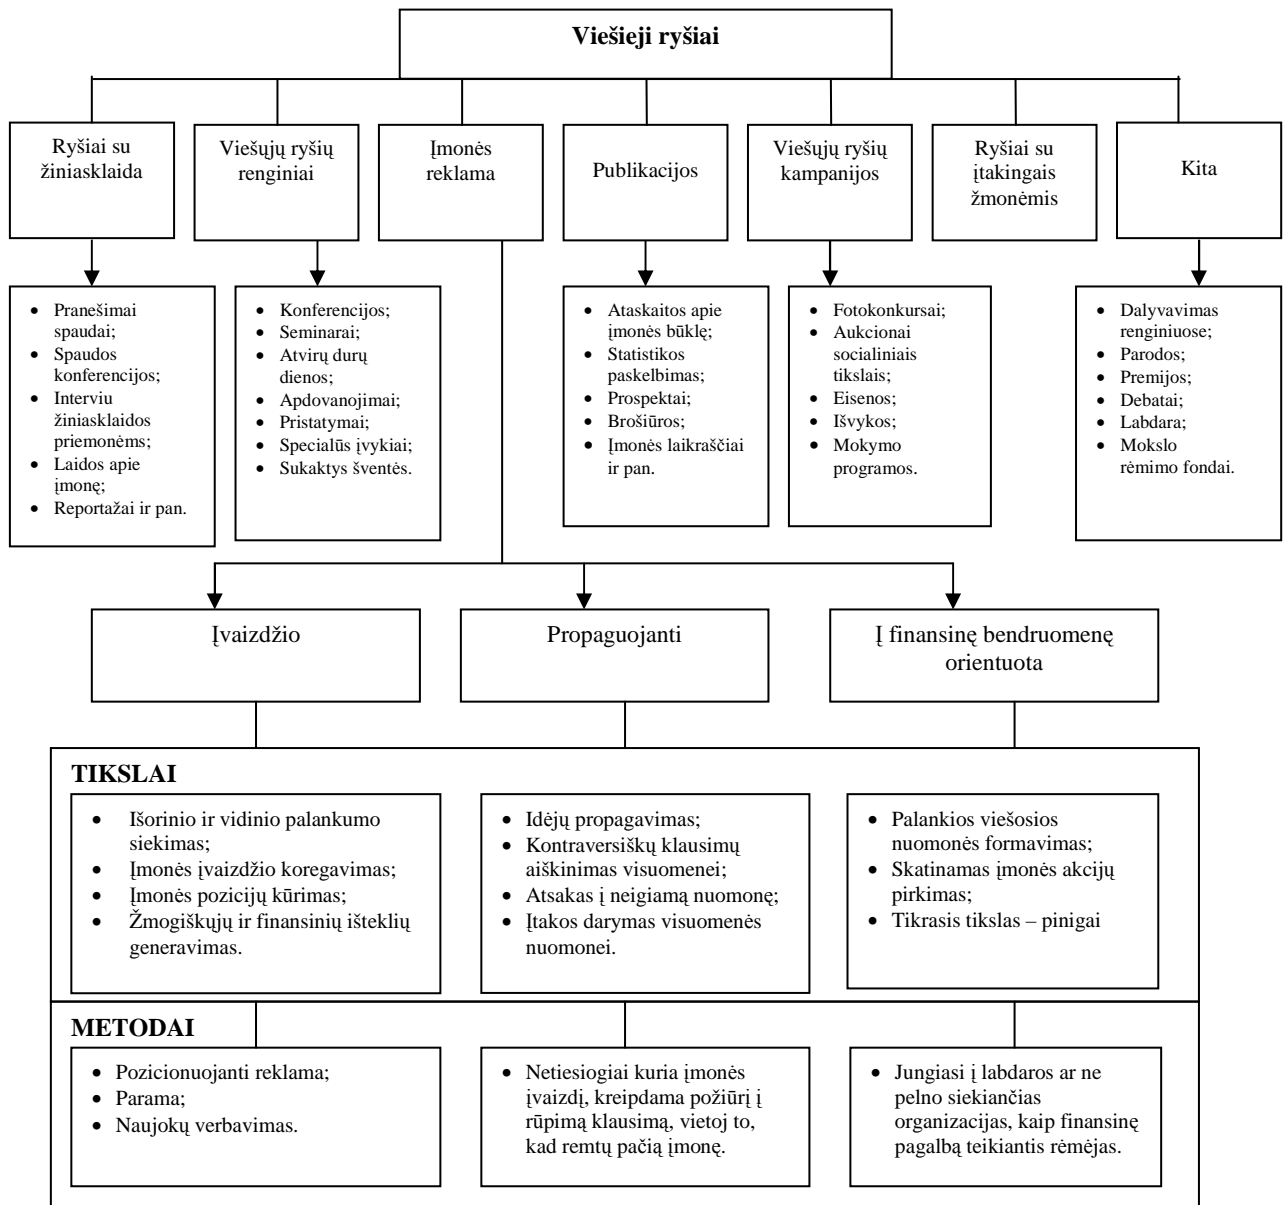 Viešieji ryšiai
Ryšiai su
žiniasklaida
Viešųjų ryšių
renginiai
Įmonės
reklama
Publikacijos
Viešųjų ryšių
kampanijos
Ryšiai su
įtakingais
žmonėmis
Kita
• Pranešimai
spaudai;
• Spaudos
konferencijos;
• Interviu
žiniasklaidos
priemonėms;
• Laidos apie
įmonę;
• Reportažai ir pan.
• Konferencijos;
• Seminarai;
• Atvirų durų
dienos;
• Apdovanojimai;
• Pristatymai;
• Specialūs įvykiai;
• Sukaktys šventės.
• Ataskaitos apie
įmonės būklę;
• Statistikos
paskelbimas;
• Prospektai;
• Brošiūros;
• Įmonės laikraščiai
ir pan.
• Fotokonkursai;
• Aukcionai
socialiniais
tikslais;
• Eisenos;
• Išvykos;
• Mokymo
programos.
• Dalyvavimas
renginiuose;
• Parodos;
• Premijos;
• Debatai;
• Labdara;
• Mokslo
rėmimo fondai.
Įvaizdžio
Propaguojanti
Į finansinę bendruomenę
orientuota
TIKSLAI
• Išorinio ir vidinio palankumo
siekimas;
• Įmonės įvaizdžio koregavimas;
• Įmonės pozicijų kūrimas;
• Žmogiškųjų ir finansinių išteklių
generavimas.
• Idėjų propagavimas;
• Kontraversiškų klausimų
aiškinimas visuomenei;
• Atsakas į neigiamą nuomonę;
• Įtakos darymas visuomenės
nuomonei.
• Palankios viešosios
nuomonės formavimas;
• Skatinamas įmonės akcijų
pirkimas;
• Tikrasis tikslas – pinigai
METODAI
• Pozicionuojanti reklama;
• Parama;
• Naujokų verbavimas.
• Netiesiogiai kuria įmonės
įvaizdį, kreipdama požiūrį į
rūpimą klausimą, vietoj to,
kad remtų pačią įmonę.
• Jungiasi į labdaros ar ne
pelno siekiančias
organizacijas, kaip finansinę
pagalbą teikiantis rėmėjas.